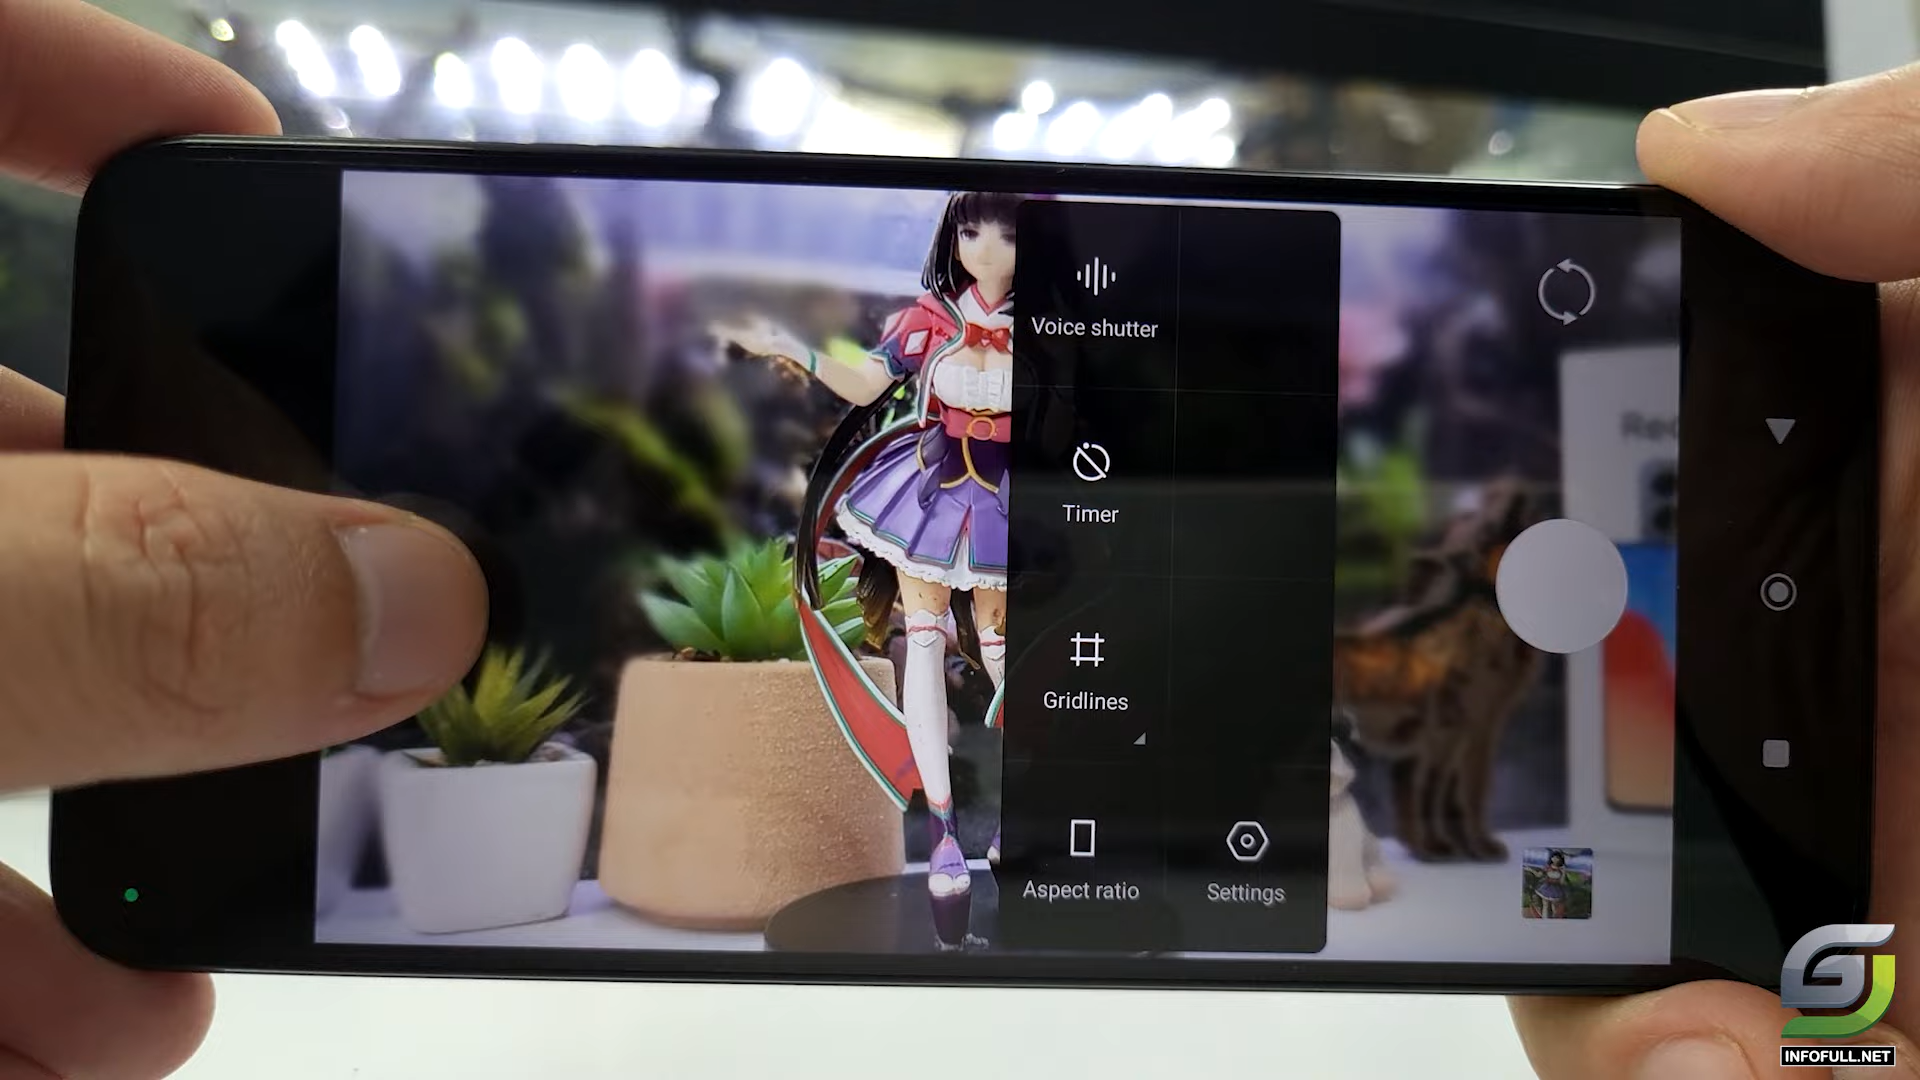 Voice shutter
Timer
Gridlines
Aspect ratio
Settings
INFOFULL.NET